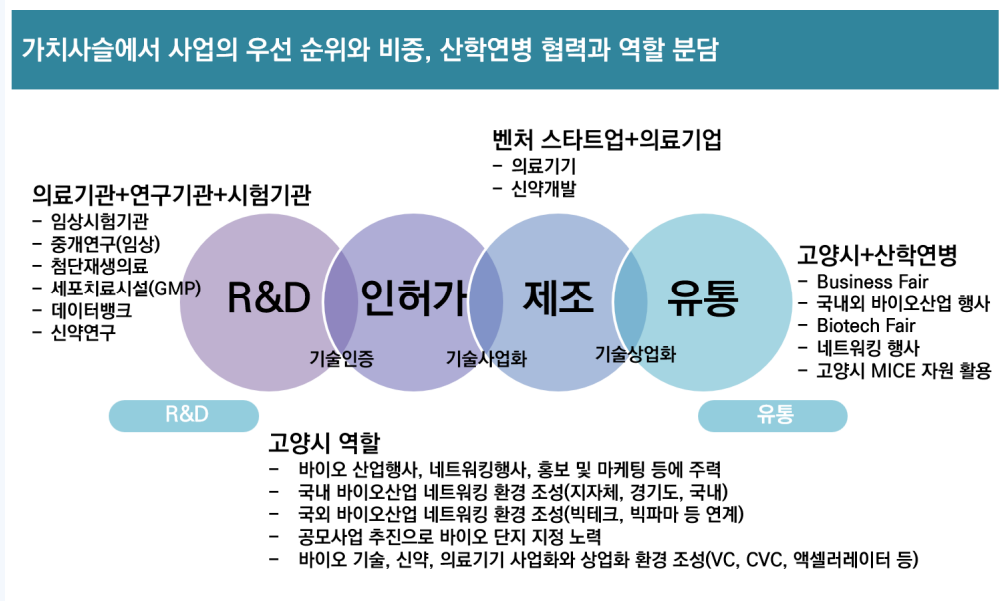 가치사슬에서 사업의 우선 순위와 비중, 산학연병 협력과 역할 분담
벤처 스타트업+의료기업
- 의료기기
- 신약개발
의료기관+연구기관+시험기관
- 임상시험기관
- 중개연구(임상)
- 첨단재생의료
- 세포치료시설(GMP)
- 데이터뱅크
- 신약연구
R&D
인허가
제조
유통
기술인증
기술사업화
기술상업화
고양시+산학연병
- Business Fair
- 국내외 바이오산업 행사
- Biotech Fair
- 네트워킹 행사
- 고양시 MICE 자원 활용
R&D
유통
고양시 역할
- 바이오 산업행사, 네트워킹행사, 홍보 및 마케팅 등에 주력
- 국내 바이오산업 네트워킹 환경 조성(지자체, 경기도, 국내)
- 국외 바이오산업 네트워킹 환경 조성(빅테크, 빅파마 등 연계)
- 공모사업 추진으로 바이오 단지 지정 노력
- 바이오 기술, 신약, 의료기기 사업화와 상업화 환경 조성(VC, CVC, 액셀러레이터 등)